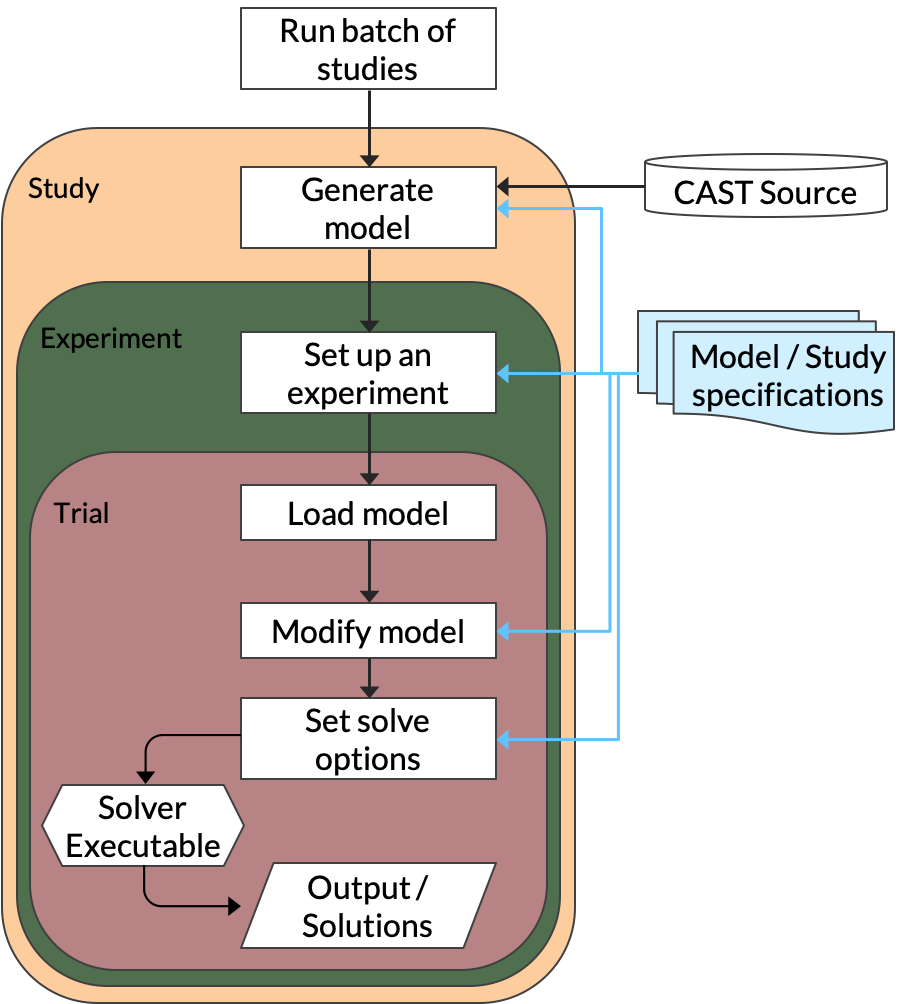 Run batch of
studies
Study
Generate
model
CAST Source
Experiment
Set up an
experiment
Model / Study
specifications
Trial
Load model
Modify model
Set solve
options
Solver
Executable
Output /
Solutions